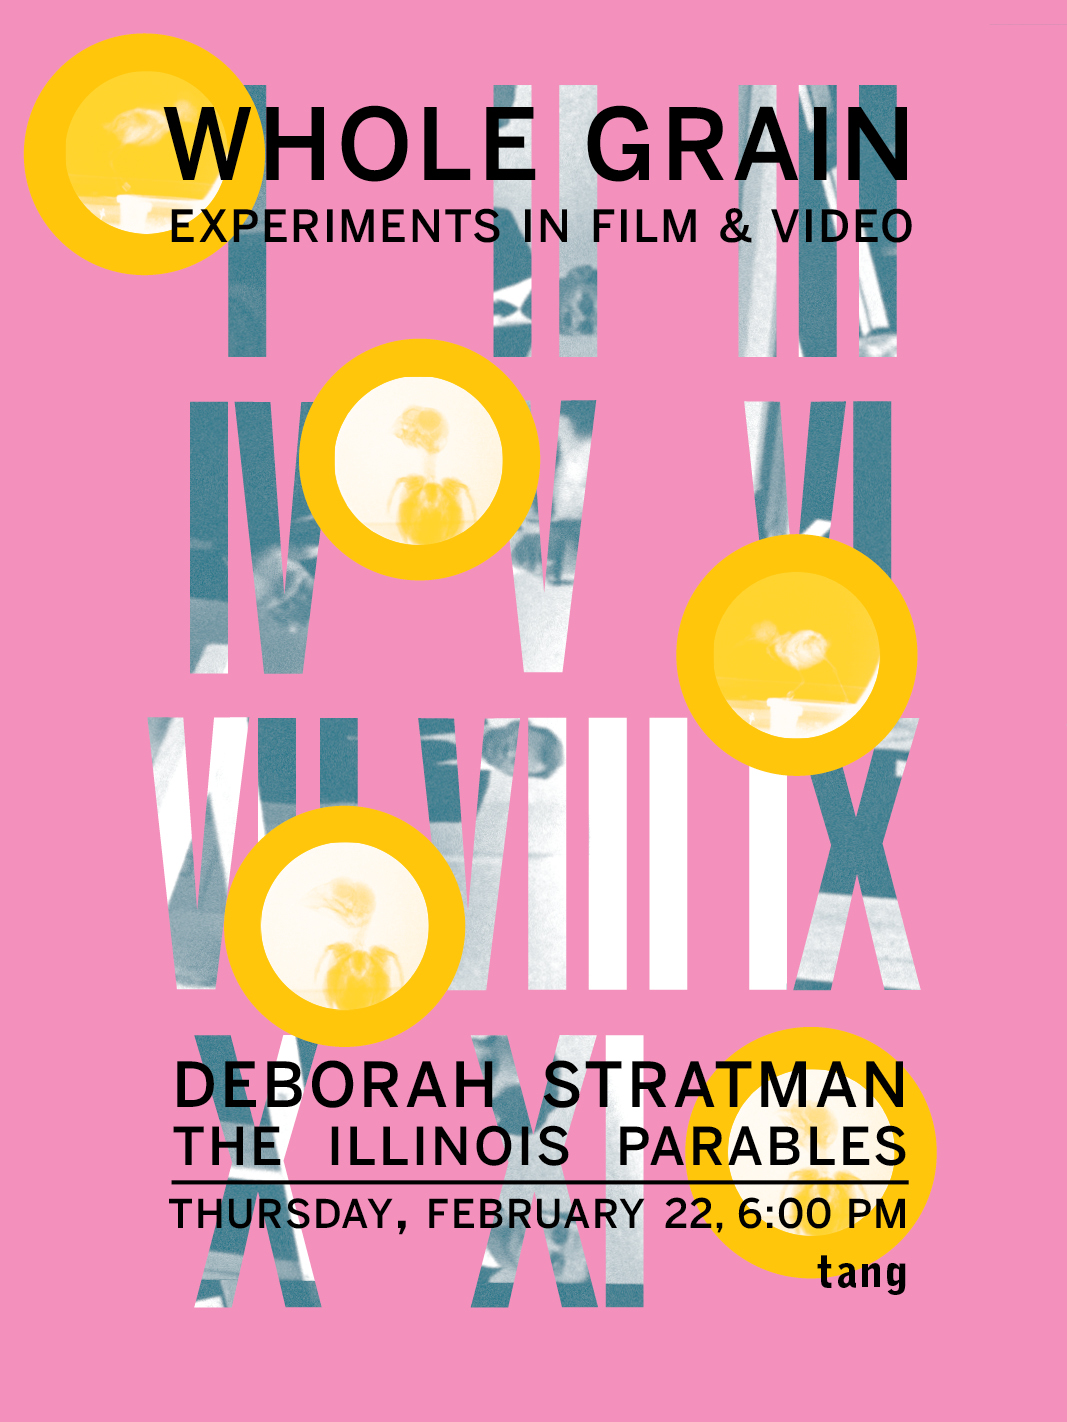 WHOLE GRAIN
EXPERIMENTS IN FILM & VIDEO
I II III
IV V VI
VII VIII IX
X XI
DEBORAH STRATMAN
THE ILLINOIS PARABLES
THURSDAY, FEBRUARY 22, 6:00 PM
tang